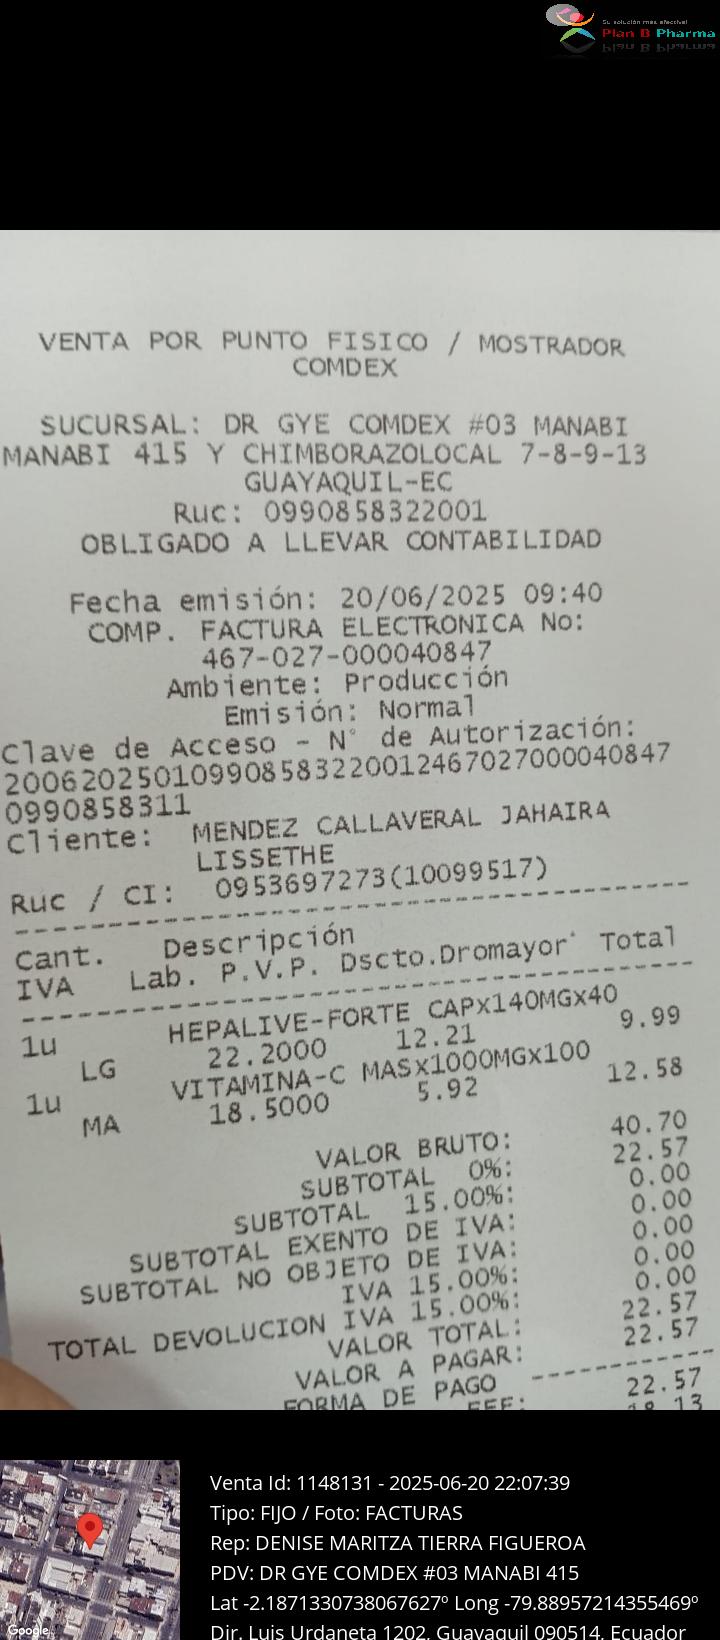 Su solución más efectiva!
Plan B Pharma
VENTA POR PUNTO FISICO / MOSTRADOR
COMDEX
SUCURSAL: DR GYE COMDEX #03 MANABI
MANABI 415 Y CHIMBORAZOLOCAL 7-8-9-13
GUAYAQUIL-EC
Ruc: 0990858322001
OBLIGADO A LLEVAR CONTABILIDAD
Fecha emisión: 20/06/2025 09:40
COMP. FACTURA ELECTRONICA No:
467-027-000040847
Ambiente: Producción
Emisión: Normal
Clave de Acceso - N° de Autorización:
200620250109908583220012467027000040847
0990858311
Cliente: MENDEZ CALLAVERAL JAHAIRA
LISSETHE
Ruc / CI: 0953697273(10099517)
Cant. Descripción
IVA Lab. P.V.P. Dscto.Dromayor Total
1u HEPALIVE-FORTE CAPx140MGx40
LG 22.2000 12.21 9.99
1u VITAMINA-C MASx1000MGx100
MA 18.5000 5.92 12.58
VALOR BRUTO: 40.70
SUBTOTAL 0%: 22.57
SUBTOTAL 15.00%: 0.00
SUBTOTAL EXENTO DE IVA: 0.00
SUBTOTAL NO OBJETO DE IVA: 0.00
IVA 15.00%: 0.00
TOTAL DEVOLUCION IVA 15.00%: 0.00
VALOR TOTAL: 22.57
VALOR A PAGAR: 22.57
FORMA DE PAGO
22.57
Google
Venta Id: 1148131 - 2025-06-20 22:07:39
Tipo: FIJO / Foto: FACTURAS
Rep: DENISE MARITZA TIERRA FIGUEROA
PDV: DR GYE COMDEX #03 MANABI 415
Lat -2.1871330738067627º Long -79.88957214355469º
Dir. Luis Urdaneta 1202, Guayaquil 090514, Ecuador